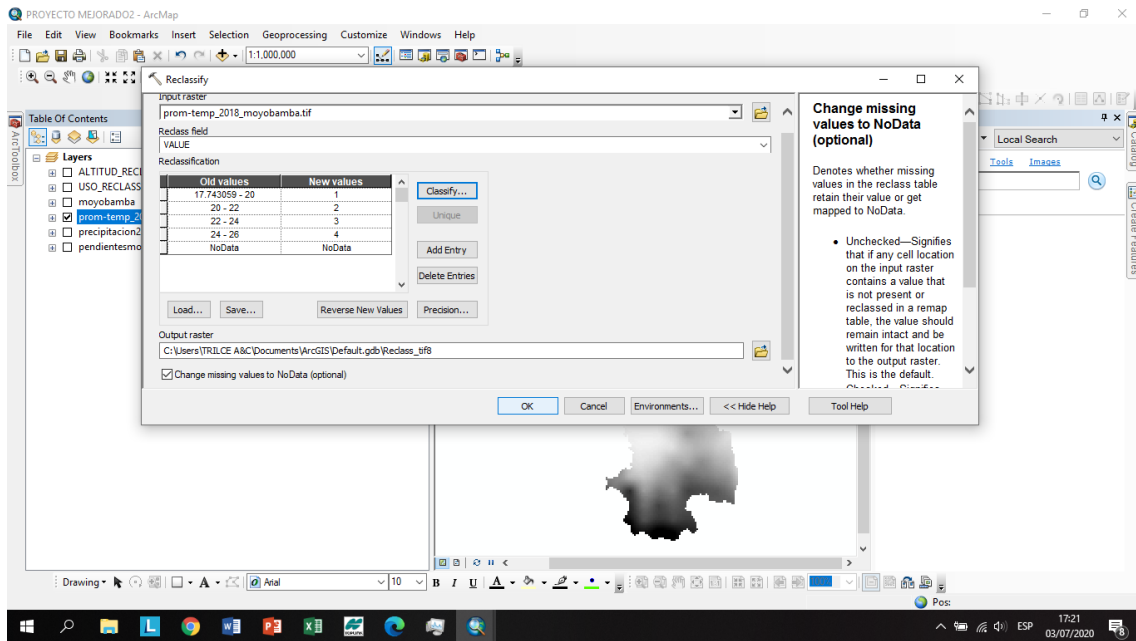 PROYECTO MEJORADO2 - ArcMap
File Edit View Bookmarks Insert Selection Geoprocessing Customize Windows Help
1:1,000,000
Reclassify
Table Of Contents
Layers
ALTITUD_RECL
USO_RECLASS
moyobamba
prom-temp_20
precipitacion2
pendientesmo
ArcToolbox
Input raster
prom-temp_2018_moyobamba.tif
Reclass field
VALUE
Reclassification
Old values New values
17.743059 - 20 1
20 - 22 2
22 - 24 3
24 - 26 4
NoData NoData
Classify...
Unique
Add Entry
Delete Entries
Load... Save... Reverse New Values Precision...
Output raster
C:\Users\TRILCE A&C\Documents\ArcGIS\Default.gdb\Reclass_tif8
Change missing values to NoData (optional)
OK Cancel Environments... << Hide Help Tool Help
Change missing
values to NoData
(optional)
Denotes whether missing
values in the reclass table
retain their value or get
mapped to NoData.
Unchecked—Signifies
that if any cell location
on the input raster
contains a value that
is not present or
reclassed in a remap
table, the value should
remain intact and be
written for that location
to the output raster.
This is the default.
Local Search
Tools Images
Catalog
Create Features
Drawing A Arial 10 B I U A
Pos:
ESP
17:21
03/07/2020
8